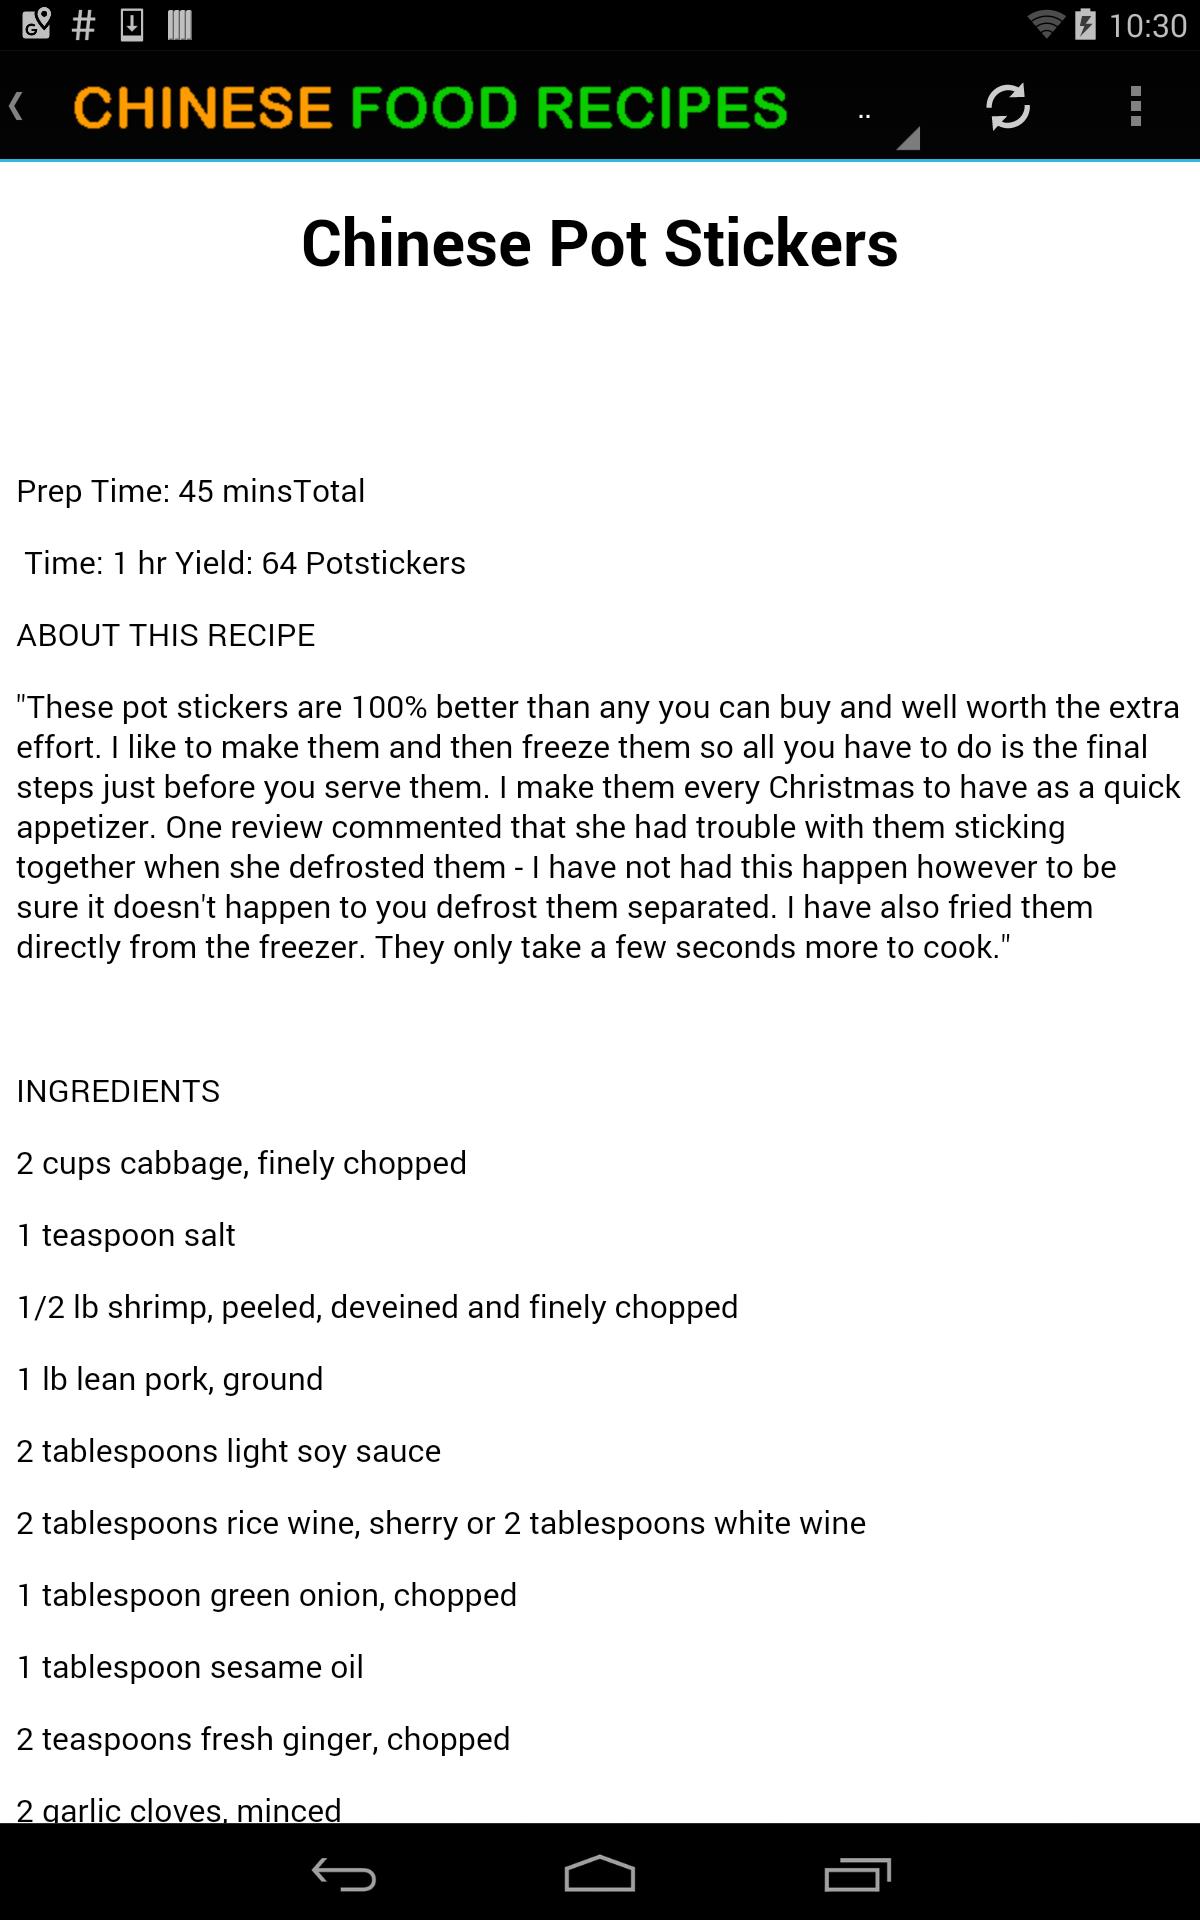 10:30
CHINESE FOOD RECIPES
..
Chinese Pot Stickers
Prep Time: 45 minsTotal
Time: 1 hr Yield: 64 Potstickers
ABOUT THIS RECIPE
"These pot stickers are 100% better than any you can buy and well worth the extra
effort. I like to make them and then freeze them so all you have to do is the final
steps just before you serve them. I make them every Christmas to have as a quick
appetizer. One review commented that she had trouble with them sticking
together when she defrosted them - I have not had this happen however to be
sure it doesn't happen to you defrost them separated. I have also fried them
directly from the freezer. They only take a few seconds more to cook."
INGREDIENTS
2 cups cabbage, finely chopped
1 teaspoon salt
1/2 lb shrimp, peeled, deveined and finely chopped
1 lb lean pork, ground
2 tablespoons light soy sauce
2 tablespoons rice wine, sherry or 2 tablespoons white wine
1 tablespoon green onion, chopped
1 tablespoon sesame oil
2 teaspoons fresh ginger, chopped
2 garlic cloves, minced